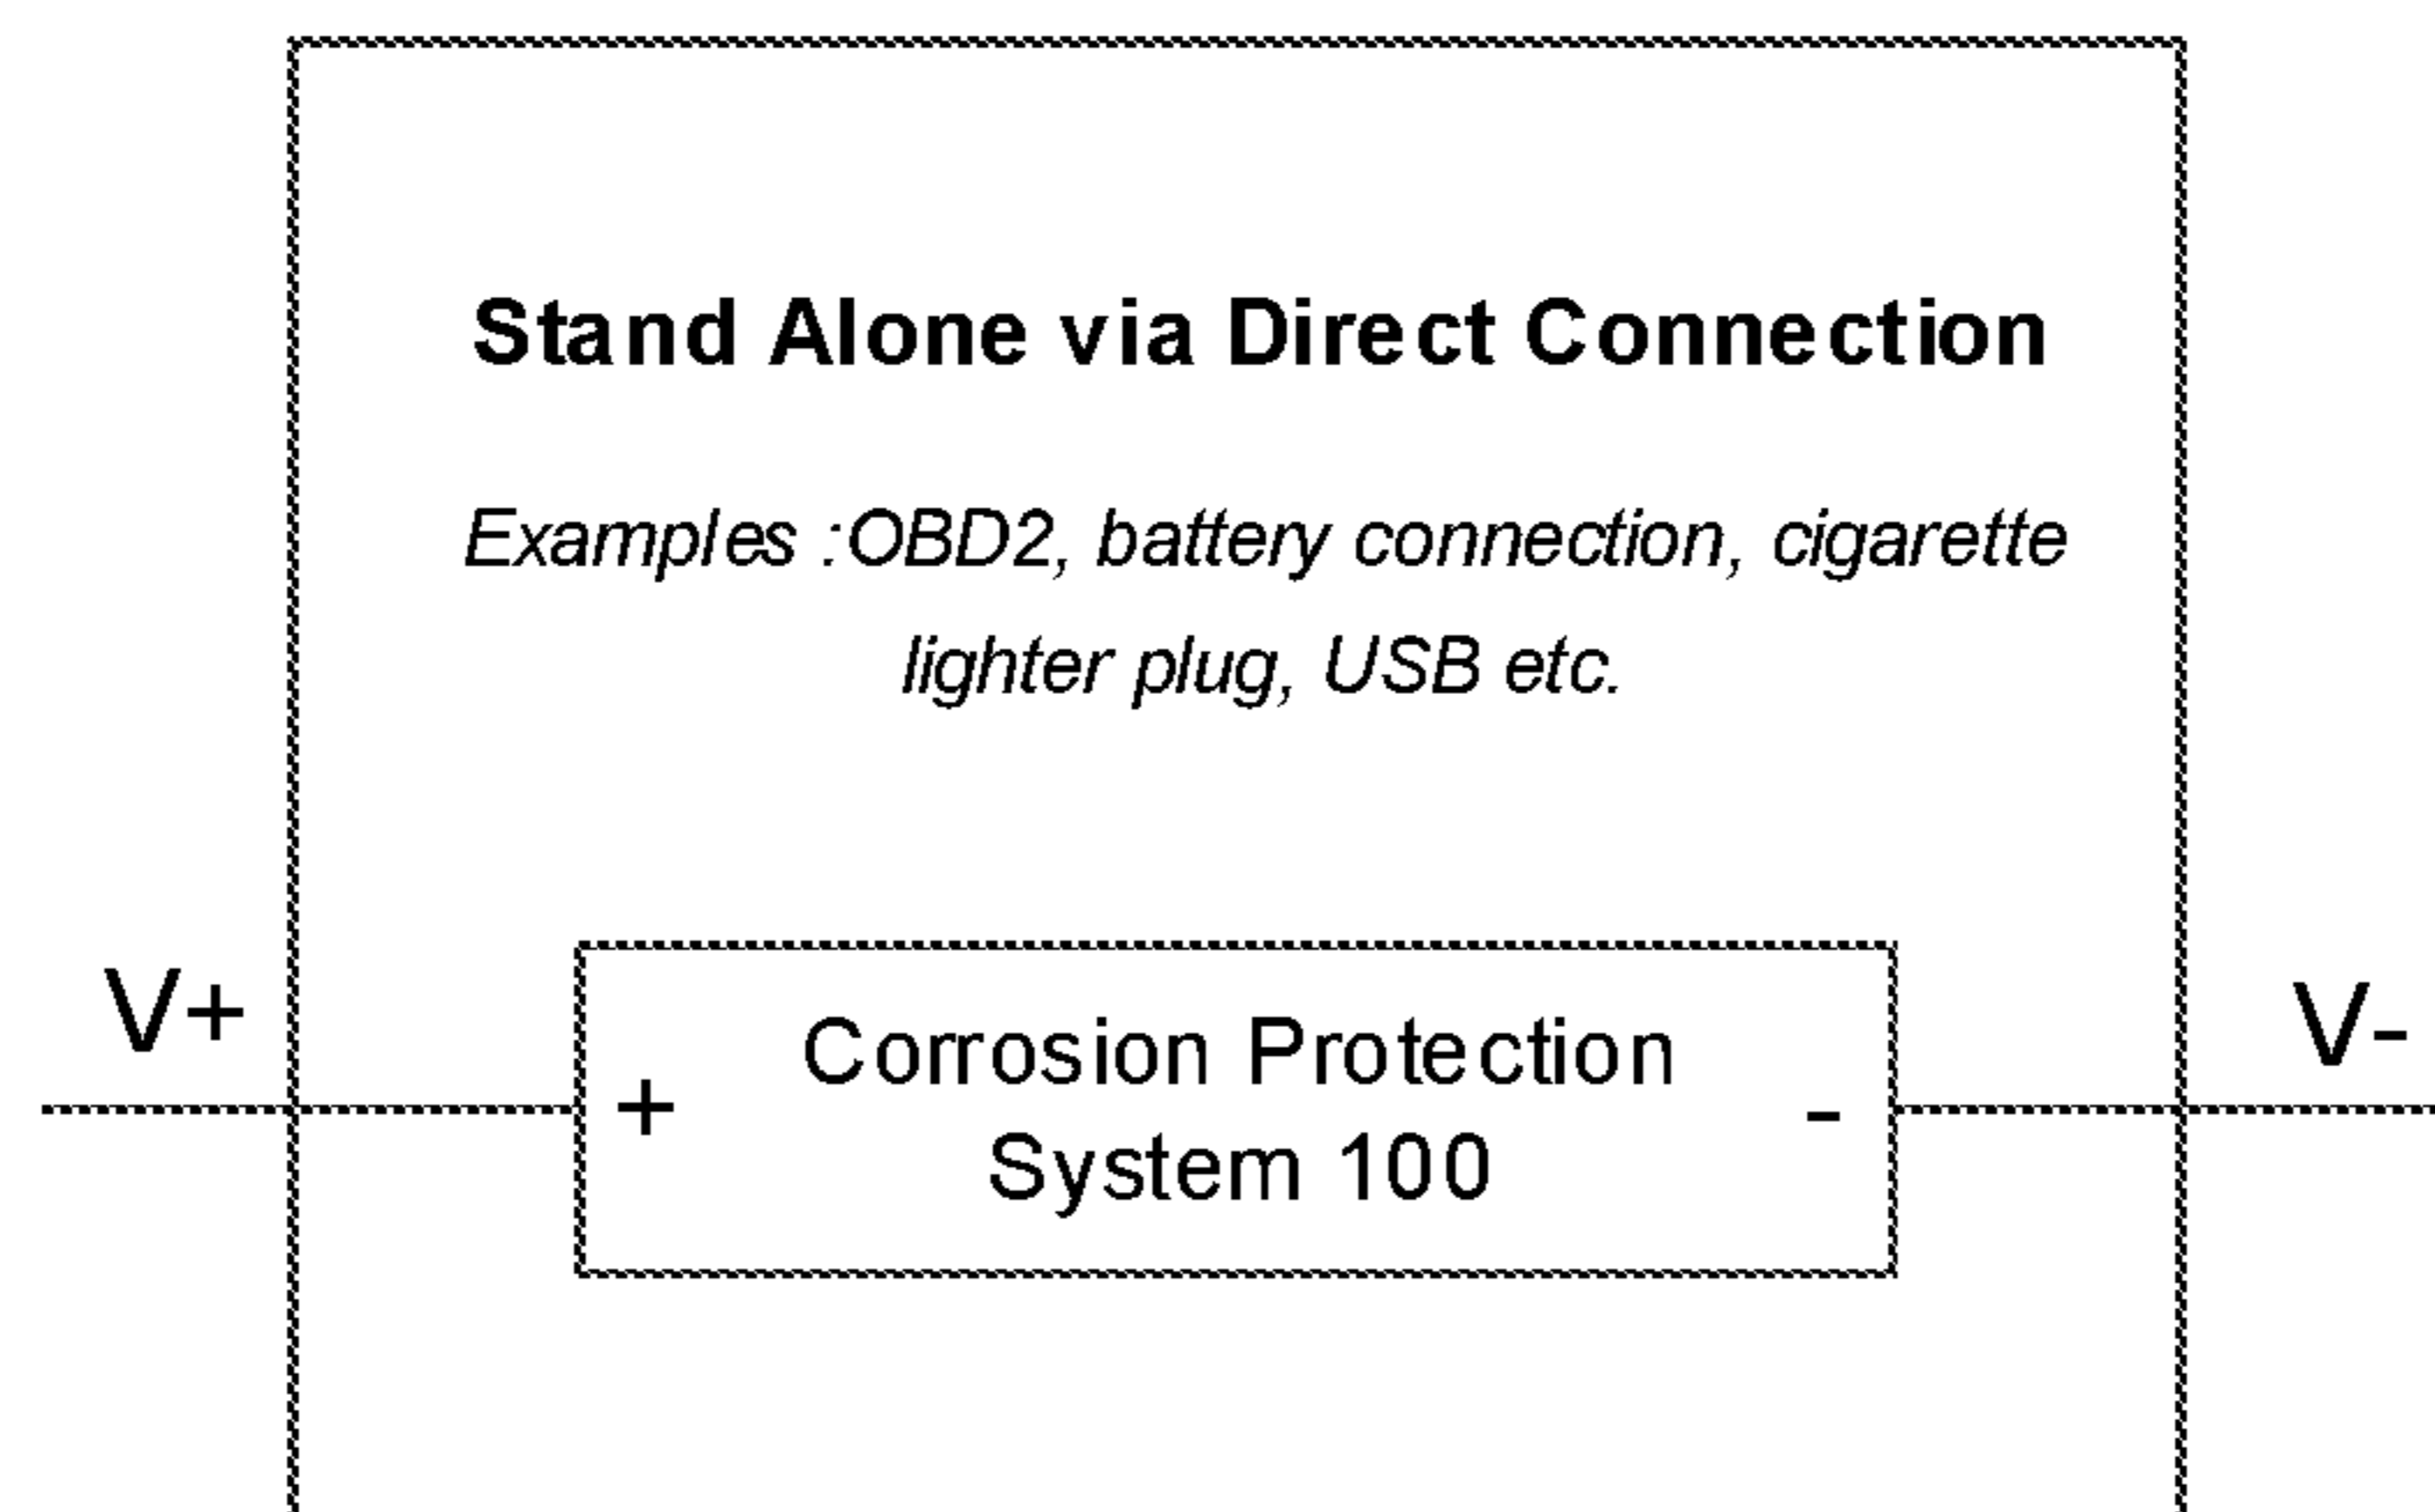 Stand Alone via Direct Connection
Examples :OBD2, battery connection, cigarette
lighter plug, USB etc.
V+
V-
Corrosion Protection
+
-
System 100